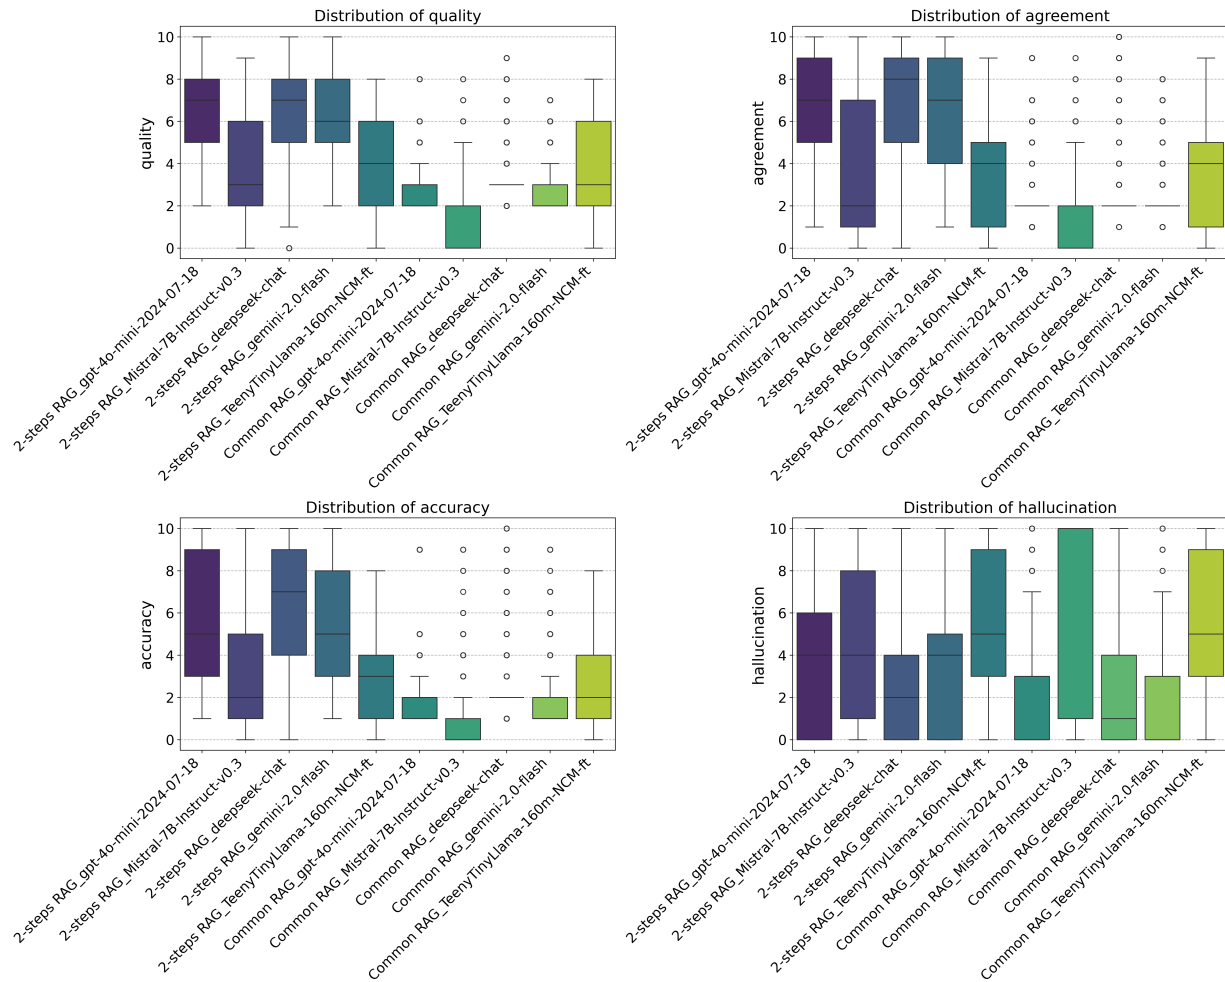 Distribution of quality
quality
10
8
6
4
2
0
2-steps RAG_gpt-4o-mini-2024-07-18
2-steps RAG_Mistral-7B-Instruct-v0.3
2-steps RAG_deepseek-chat
2-steps RAG_gemini-2.0-flash
2-steps RAG_TeenyTinyLlama-160m-NCM-ft
Common RAG_gpt-4o-mini-2024-07-18
Common RAG_Mistral-7B-Instruct-v0.3
Common RAG_deepseek-chat
Common RAG_gemini-2.0-flash
Common RAG_TeenyTinyLlama-160m-NCM-ft
Distribution of agreement
agreement
10
8
6
4
2
0
2-steps RAG_gpt-4o-mini-2024-07-18
2-steps RAG_Mistral-7B-Instruct-v0.3
2-steps RAG_deepseek-chat
2-steps RAG_gemini-2.0-flash
2-steps RAG_TeenyTinyLlama-160m-NCM-ft
Common RAG_gpt-4o-mini-2024-07-18
Common RAG_Mistral-7B-Instruct-v0.3
Common RAG_deepseek-chat
Common RAG_gemini-2.0-flash
Common RAG_TeenyTinyLlama-160m-NCM-ft
Distribution of accuracy
accuracy
10
8
6
4
2
0
2-steps RAG_gpt-4o-mini-2024-07-18
2-steps RAG_Mistral-7B-Instruct-v0.3
2-steps RAG_deepseek-chat
2-steps RAG_gemini-2.0-flash
2-steps RAG_TeenyTinyLlama-160m-NCM-ft
Common RAG_gpt-4o-mini-2024-07-18
Common RAG_Mistral-7B-Instruct-v0.3
Common RAG_deepseek-chat
Common RAG_gemini-2.0-flash
Common RAG_TeenyTinyLlama-160m-NCM-ft
Distribution of hallucination
hallucination
10
8
6
4
2
0
2-steps RAG_gpt-4o-mini-2024-07-18
2-steps RAG_Mistral-7B-Instruct-v0.3
2-steps RAG_deepseek-chat
2-steps RAG_gemini-2.0-flash
2-steps RAG_TeenyTinyLlama-160m-NCM-ft
Common RAG_gpt-4o-mini-2024-07-18
Common RAG_Mistral-7B-Instruct-v0.3
Common RAG_deepseek-chat
Common RAG_gemini-2.0-flash
Common RAG_TeenyTinyLlama-160m-NCM-ft